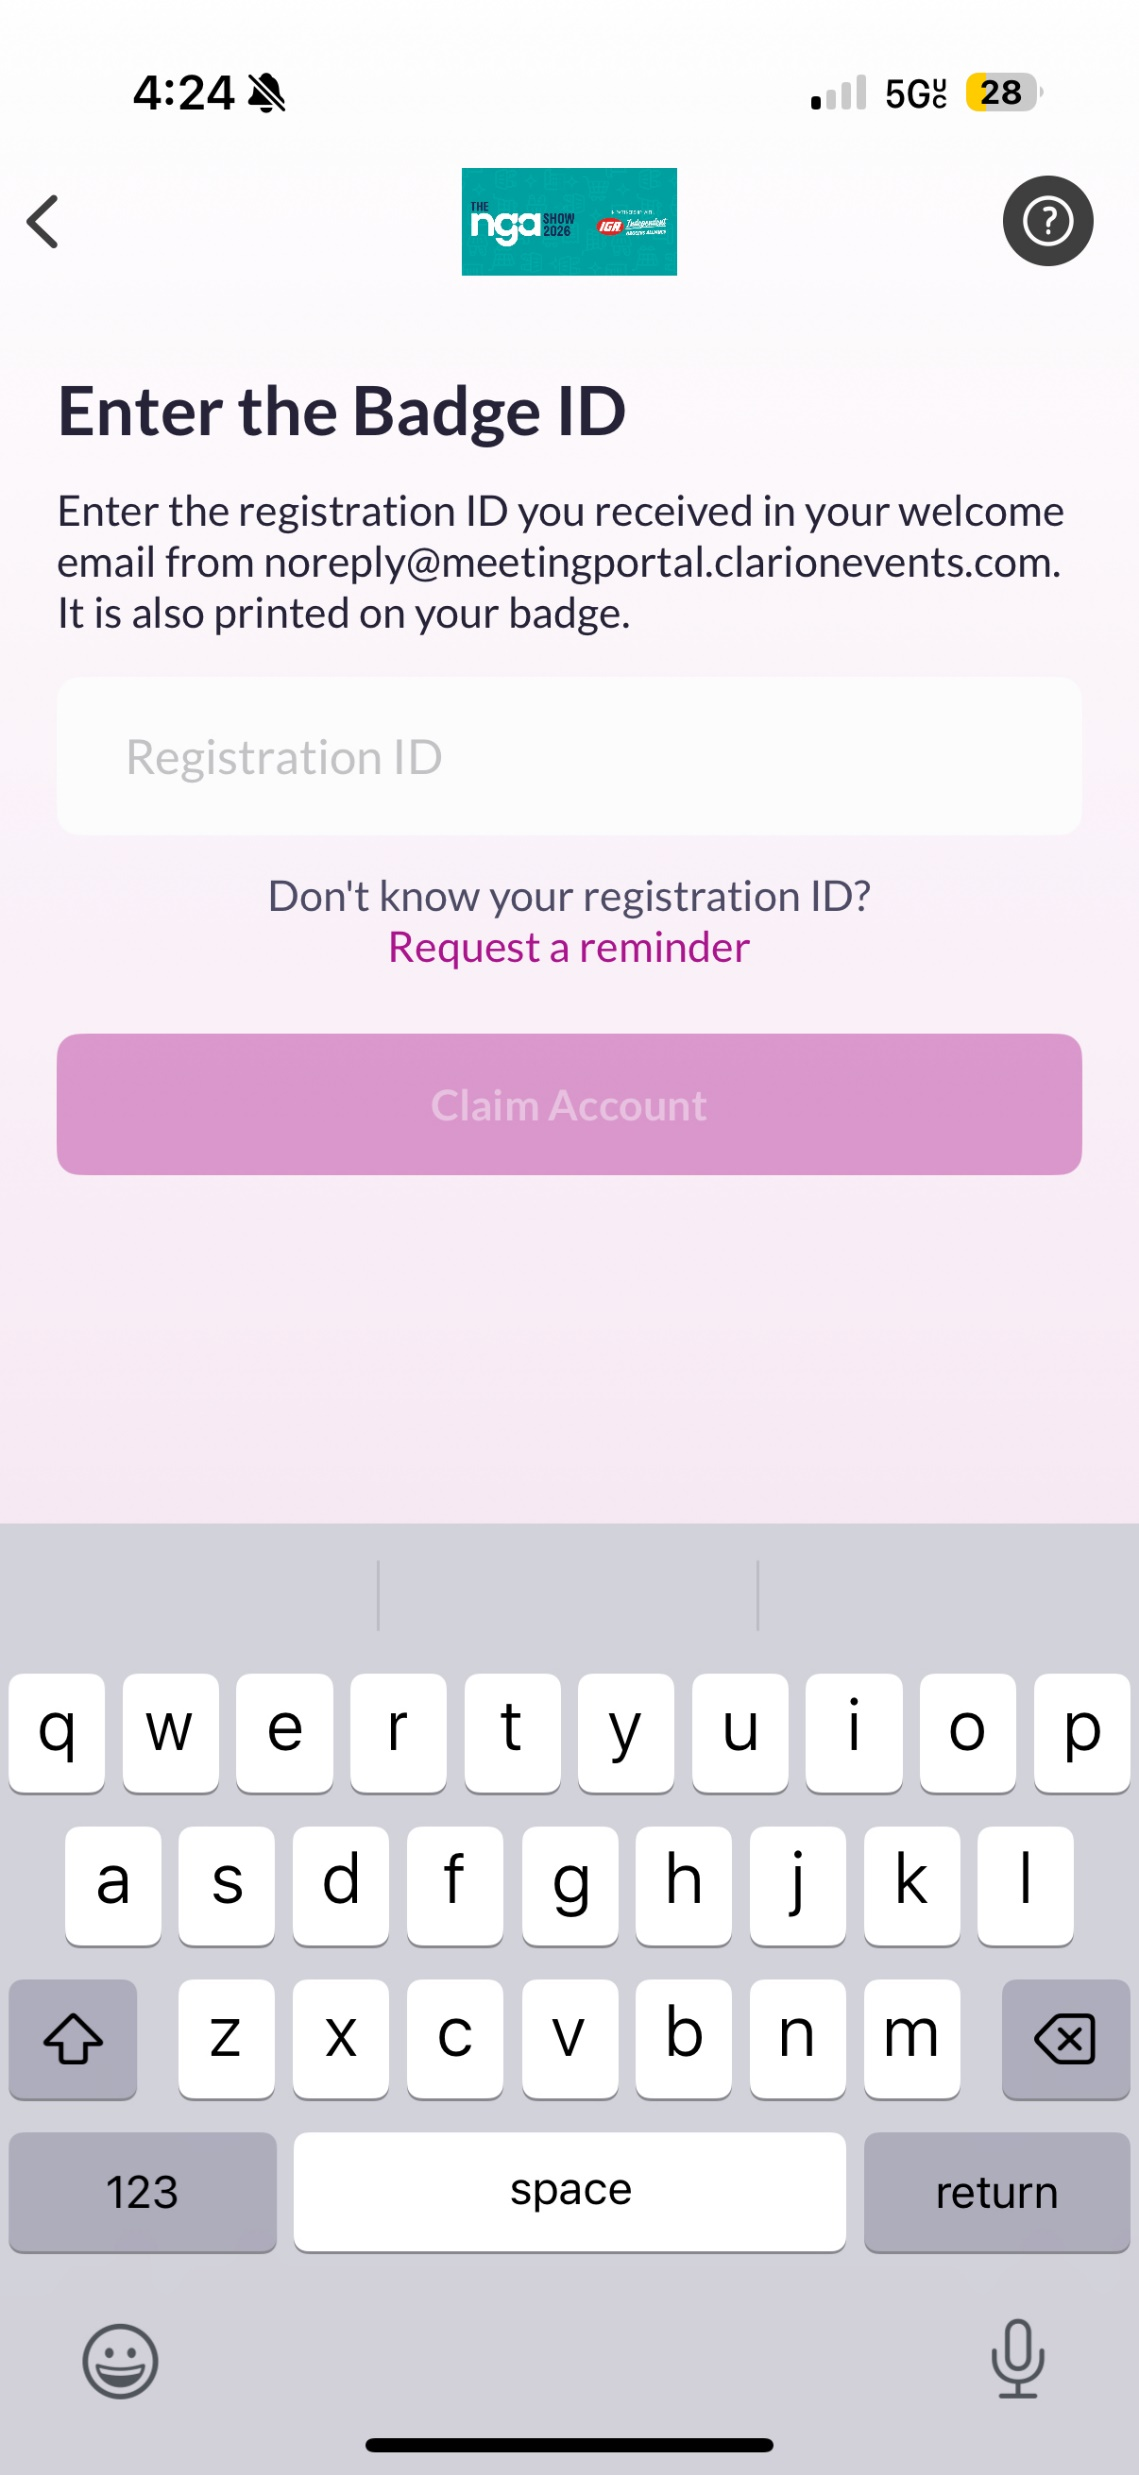 4:24
5GUC
28
THE
nga
SHOW
2026
IGA
Independent
Enter the Badge ID
Enter the registration ID you received in your welcome
email from noreply@meetingportal.clarionevents.com.
It is also printed on your badge.
Registration ID
Don't know your registration ID?
Request a reminder
Claim Account
q w e r t y u i o p
a s d f g h j k l
z x c v b n m
123 space return